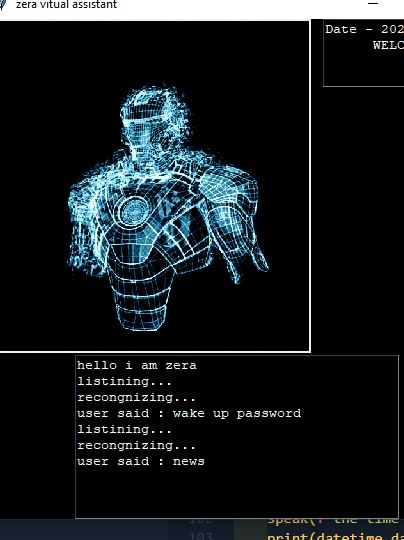 zera vitual assistant
Date - 202
WELC
hello i am zera
listining...
recongnizing...
user said : wake up password
listining...
recongnizing...
user said : news
speak(f"the time
103
print(datetime.da